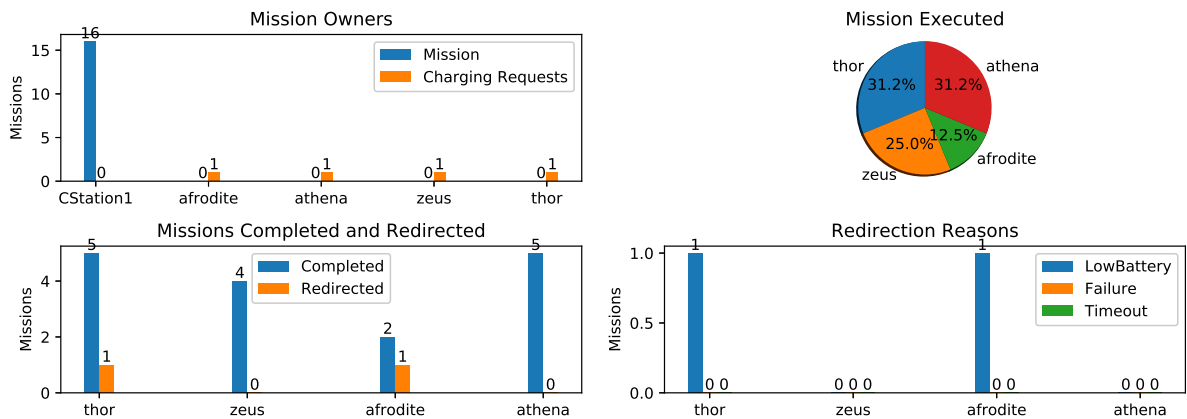 Mission Owners
16
15
10
5
0
Missions
Mission
Charging Requests
0
0
1
0
1
0
1
0
1
CStation1
afrodite
athena
zeus
thor
Mission Executed
thor
31.2%
31.2%
athena
25.0%
12.5%
afrodite
zeus
Missions Completed and Redirected
5
4
2
0
Missions
Completed
Redirected
1
4
0
2
1
5
0
thor
zeus
afrodite
athena
Redirection Reasons
1.0
0.5
0.0
Missions
LowBattery
Failure
Timeout
1
0
0
0
0
0
1
0
0
0
0
0
thor
zeus
afrodite
athena